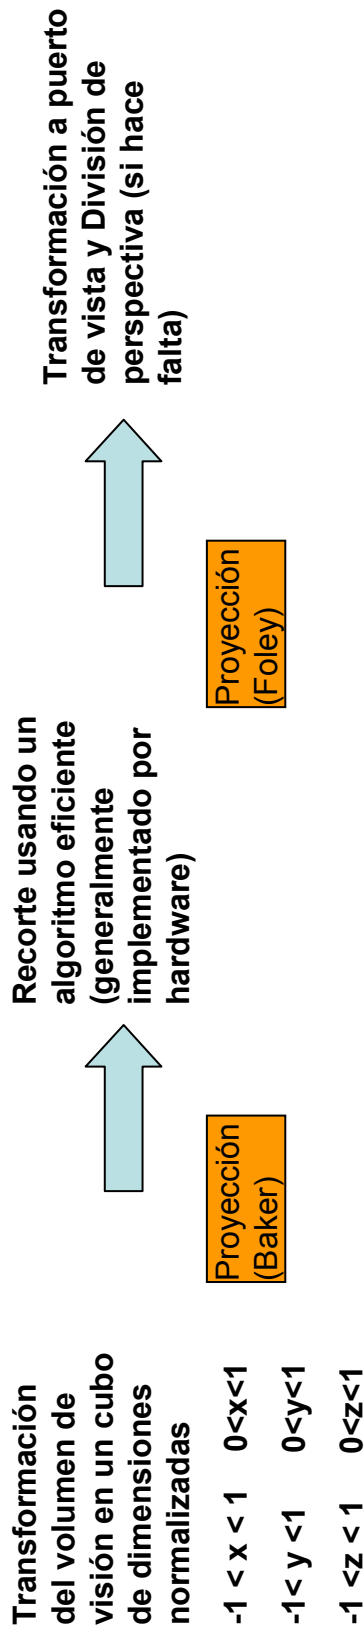 Transformación
del volumen de
visión en un cubo
de dimensiones
normalizadas
-1 < x < 1 0<x<1
-1< y <1 0<y<1
-1 <z < 1 0<z<1
Proyección
(Baker)
Recorte usando un
algoritmo eficiente
(generalmente
implementado por
hardware)
Proyección
(Foley)
Transformación a puerto
de vista y División de
perspectiva (si hace
falta)